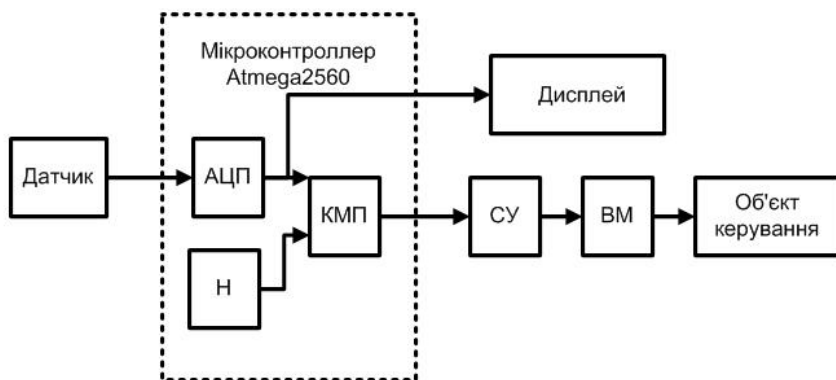 Мікроконтроллер
Atmega2560
Дисплей
Датчик
АЦП
КМП
СУ
ВМ
Об'єкт
керування
Н